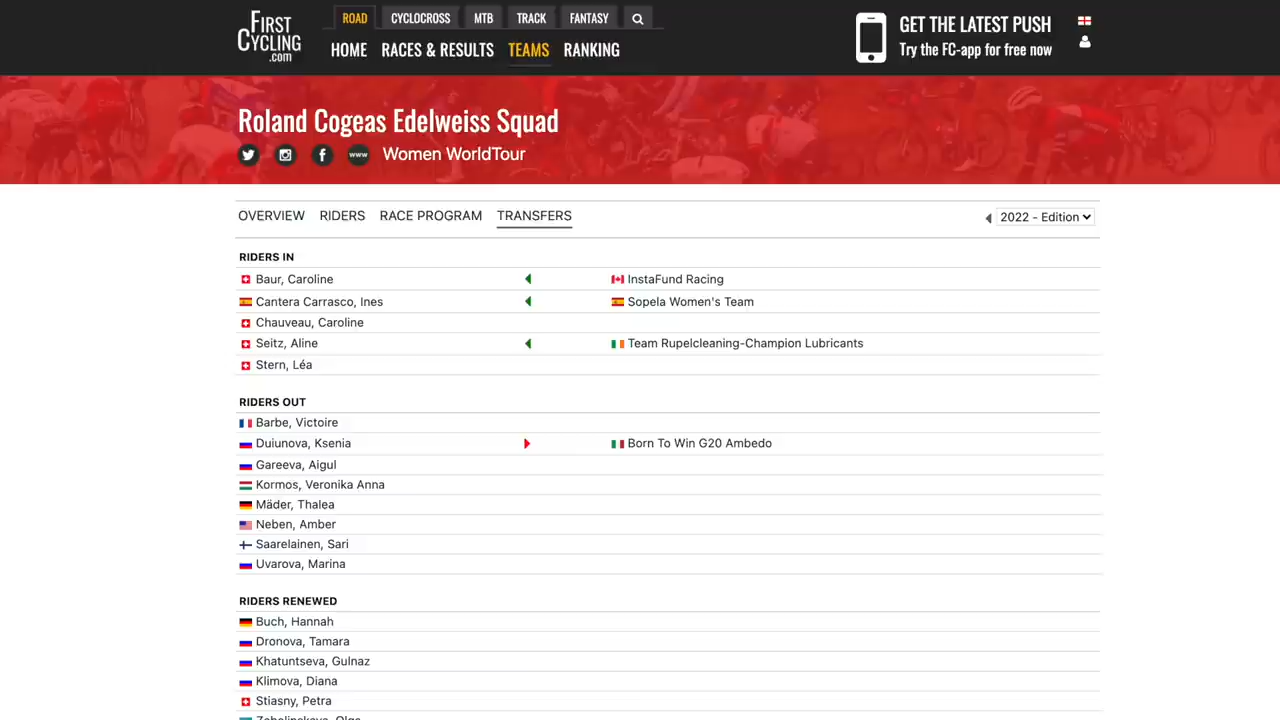 FIRST CYCLING .com
ROAD CYCLOCROSS MTB TRACK FANTASY
HOME RACES & RESULTS TEAMS RANKING
GET THE LATEST PUSH
Try the FC-app for free now
Roland Cogeas Edelweiss Squad
www Women WorldTour
OVERVIEW RIDERS RACE PROGRAM TRANSFERS 2022 - Edition
RIDERS IN
Baur, Caroline InstaFund Racing
Cantera Carrasco, Ines Sopela Women's Team
Chauveau, Caroline
Seitz, Aline Team Rupelcleaning-Champion Lubricants
Stern, Léa
RIDERS OUT
Barbe, Victoire
Duiunova, Ksenia Born To Win G20 Ambedo
Gareeva, Aigul
Kormos, Veronika Anna
Mäder, Thalea
Neben, Amber
Saarelainen, Sari
Uvarova, Marina
RIDERS RENEWED
Buch, Hannah
Dronova, Tamara
Khatuntseva, Gulnaz
Klimova, Diana
Stiasny, Petra